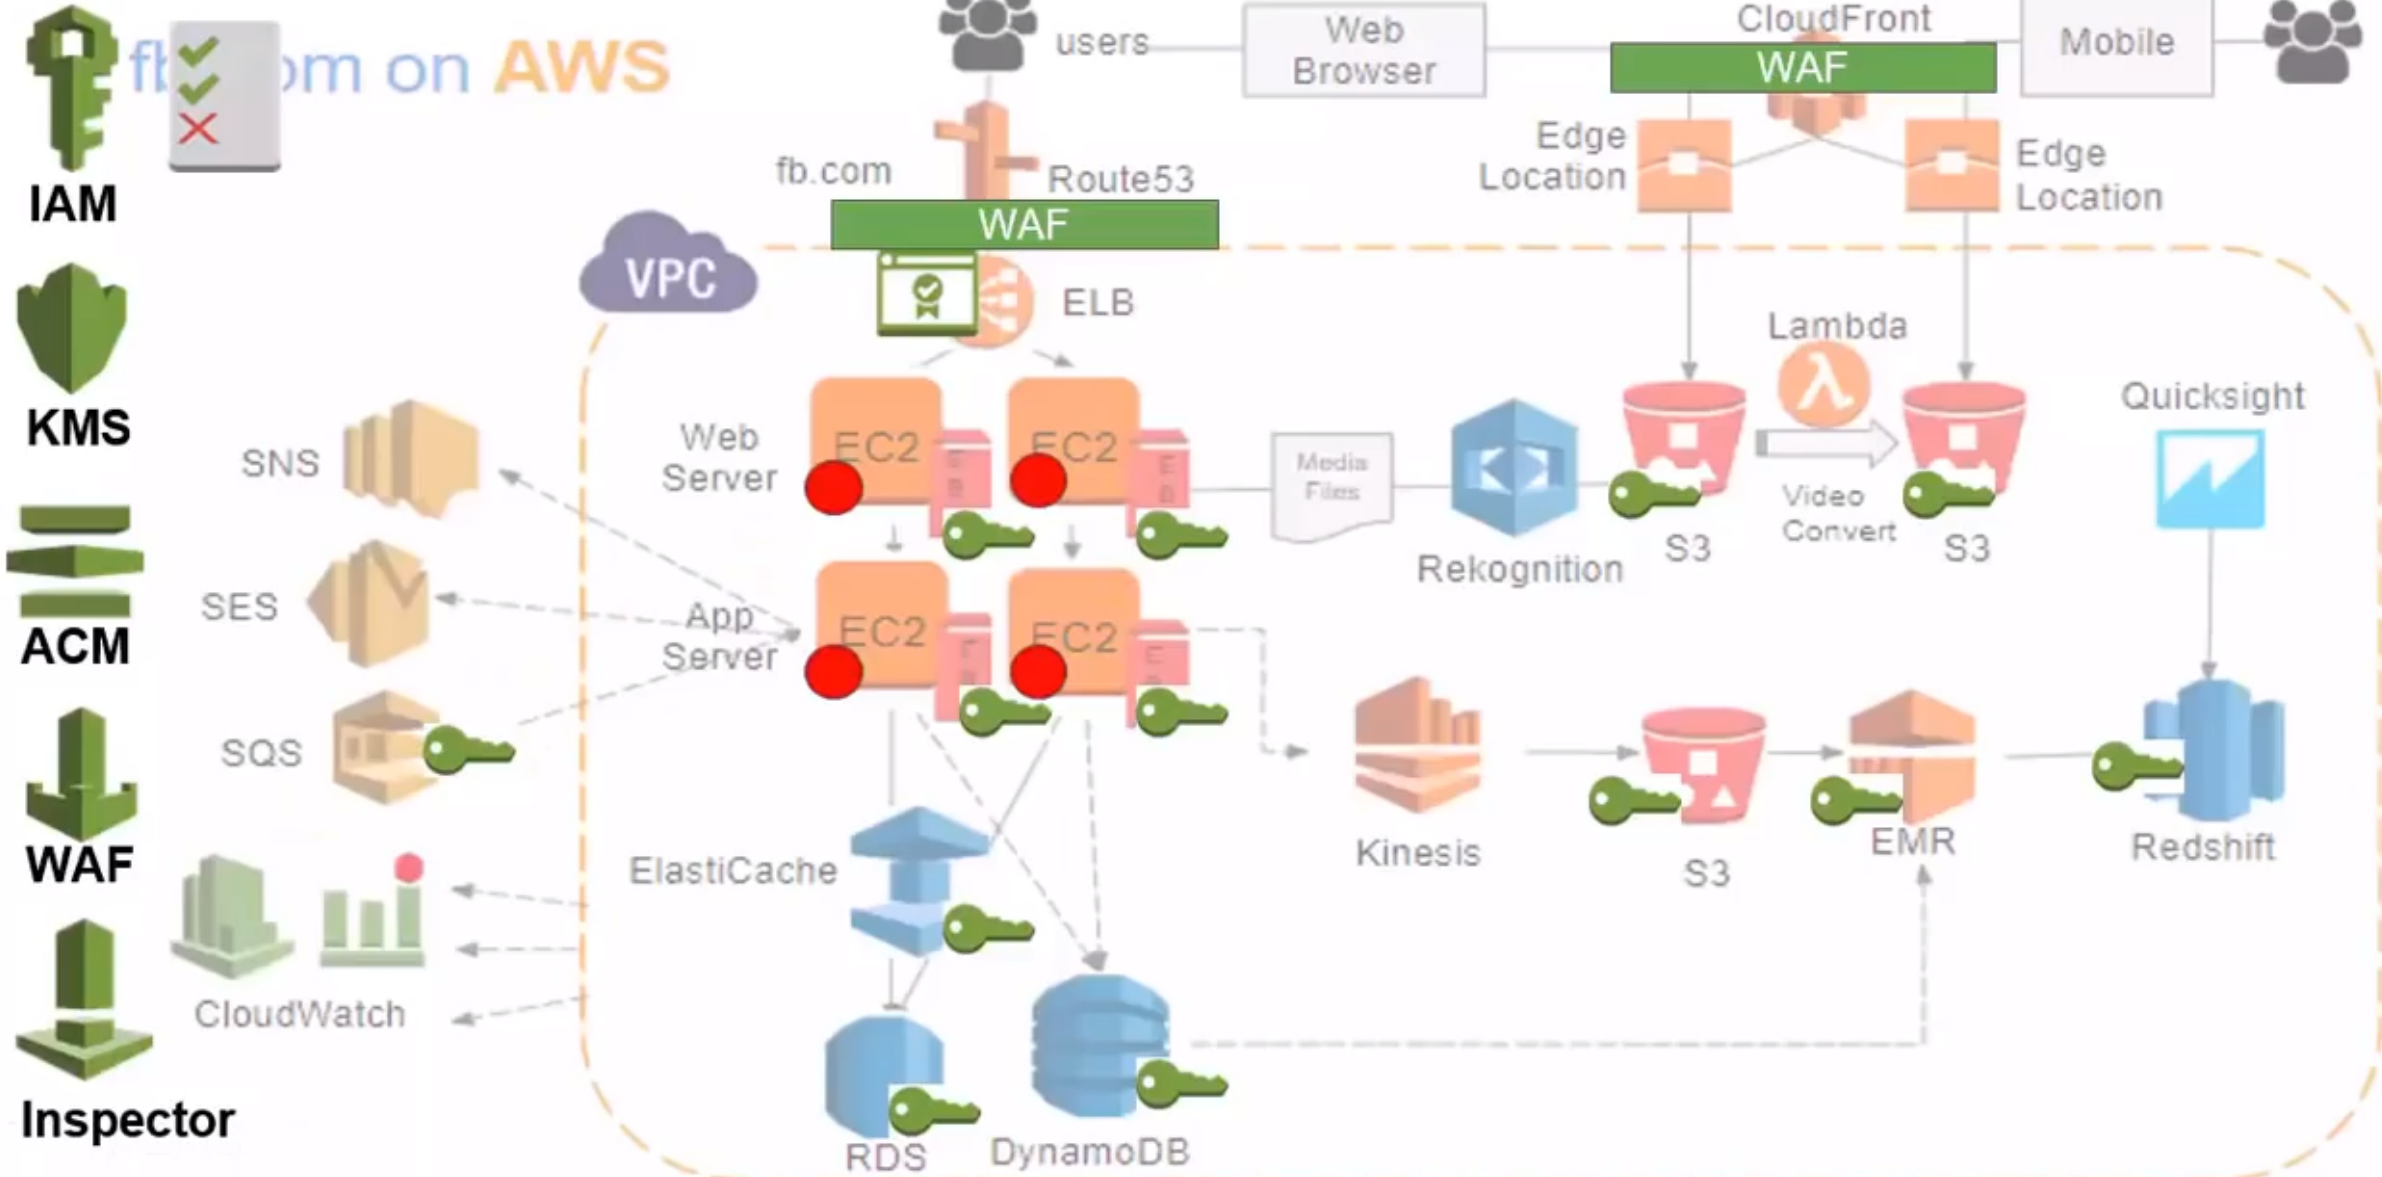 on AWS
users
Web
Browser
CloudFront
WAF
Mobile
IAM
fb.com
Route53
WAF
Edge
Location
Edge
Location
VPC
ELB
Lambda
KMS
SNS
Web
Server
EC2
EC2
Media
Files
Rekognition
S3
Video
Convert
S3
Quicksight
ACM
SES
App
Server
EC2
EC2
SQS
WAF
Kinesis
S3
EMR
Redshift
ElastiCache
CloudWatch
Inspector
RDS
DynamoDB